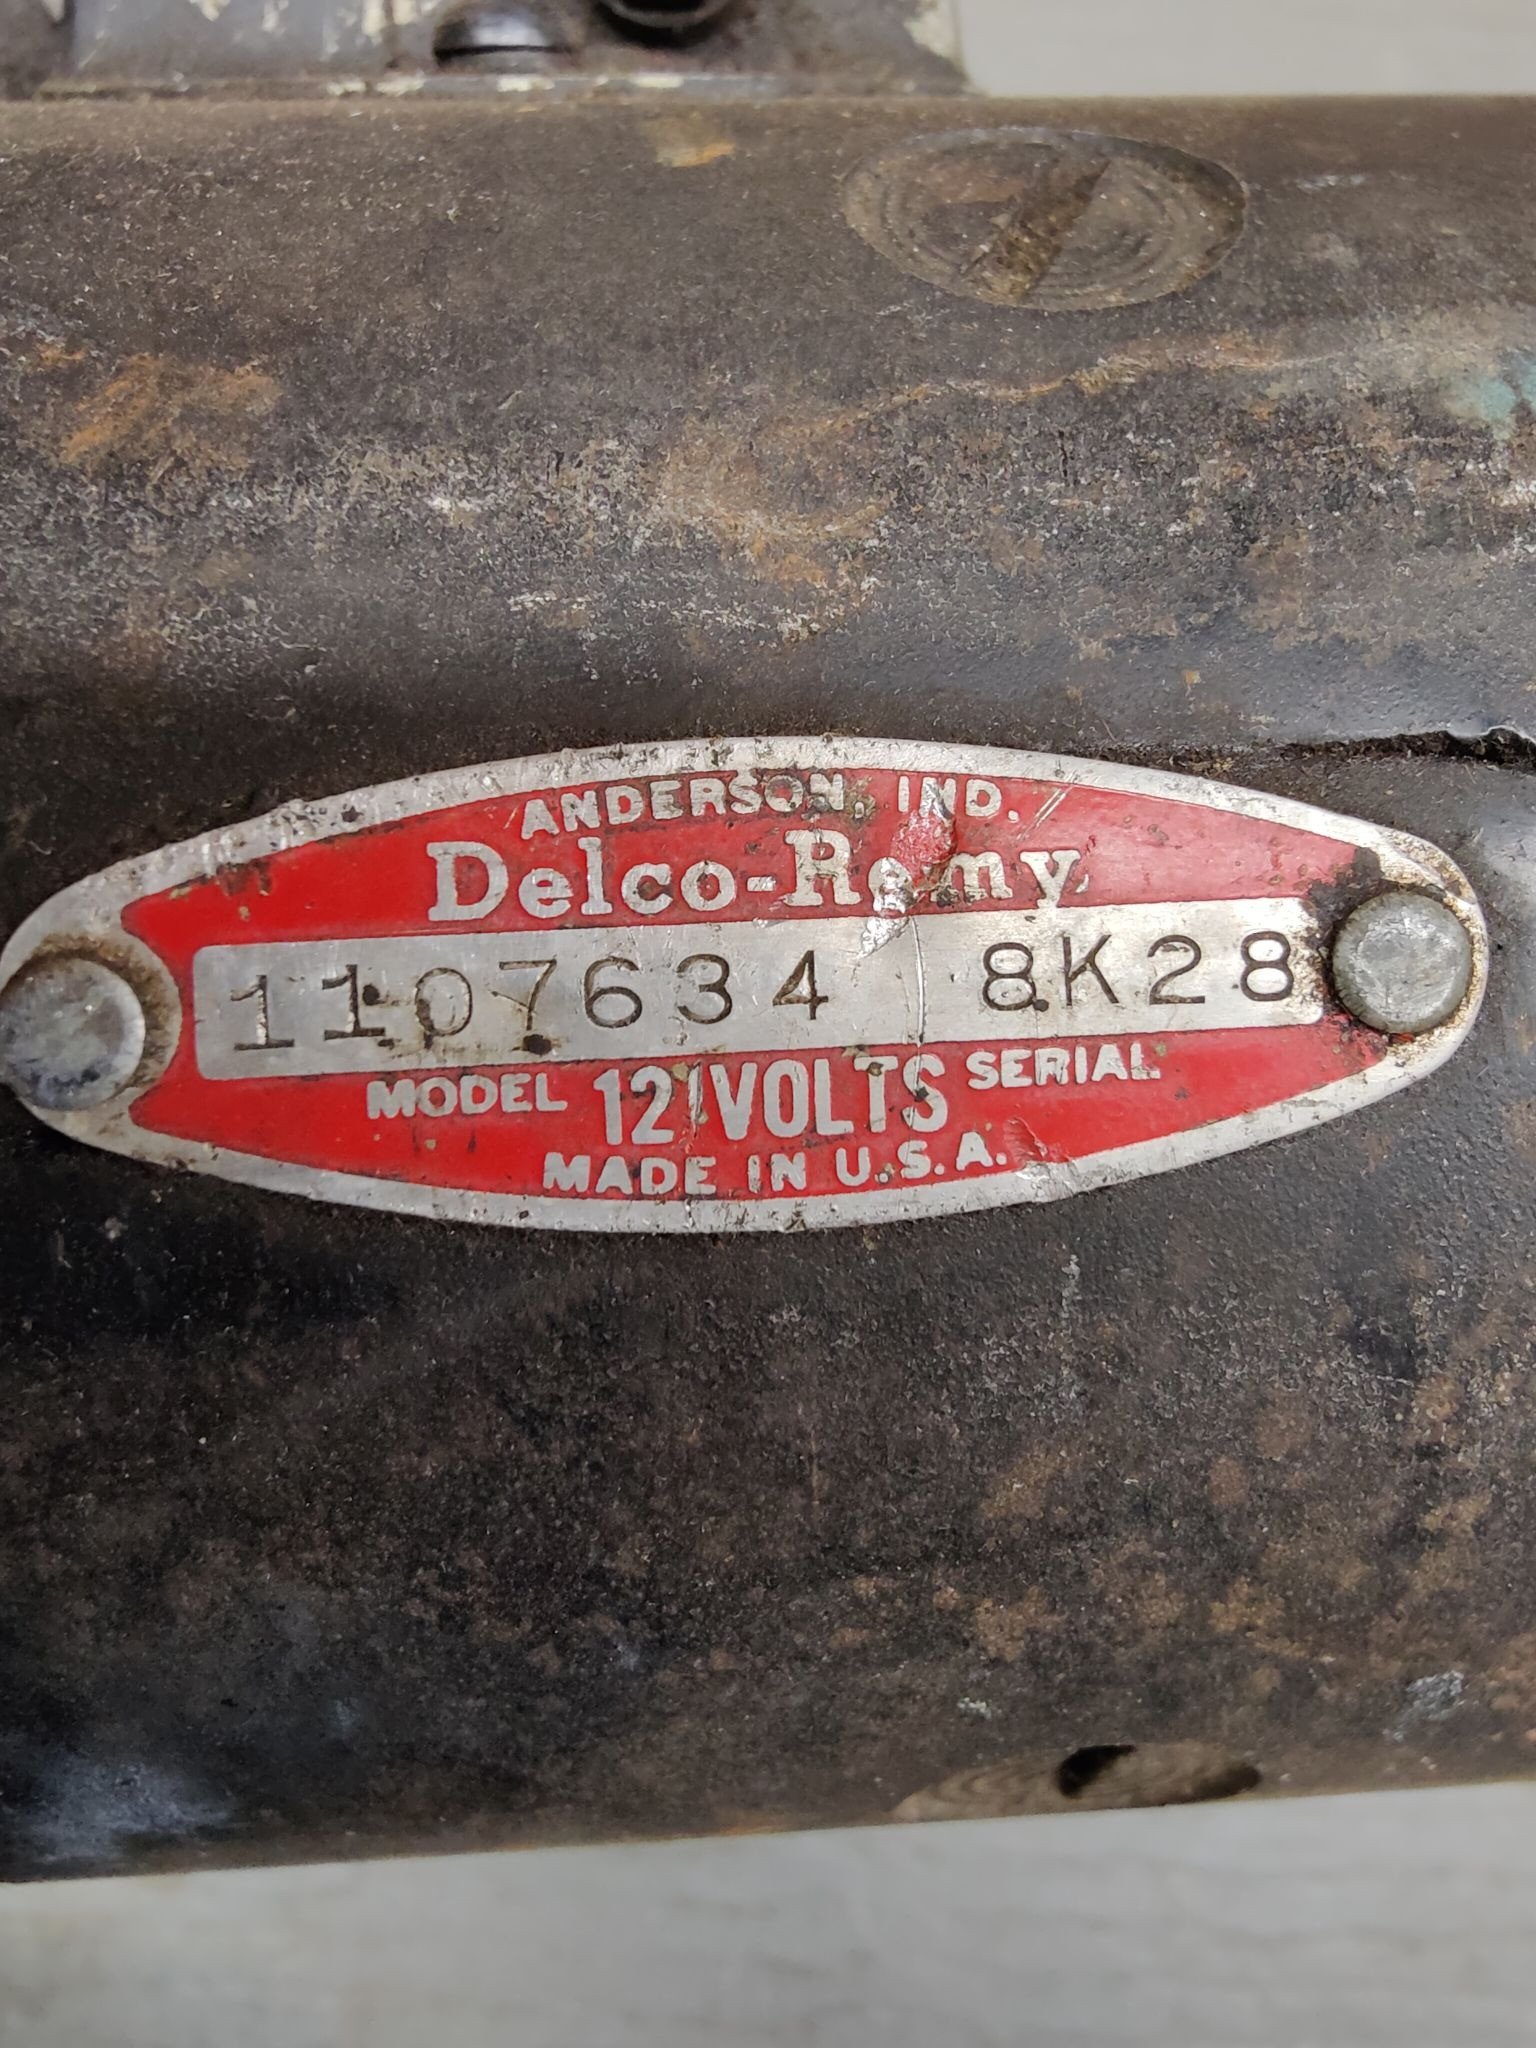 ANDERSON, IND.
Delco-Remy
1107634 8K28
MODEL 12 VOLTS SERIAL
MADE IN U.S.A.